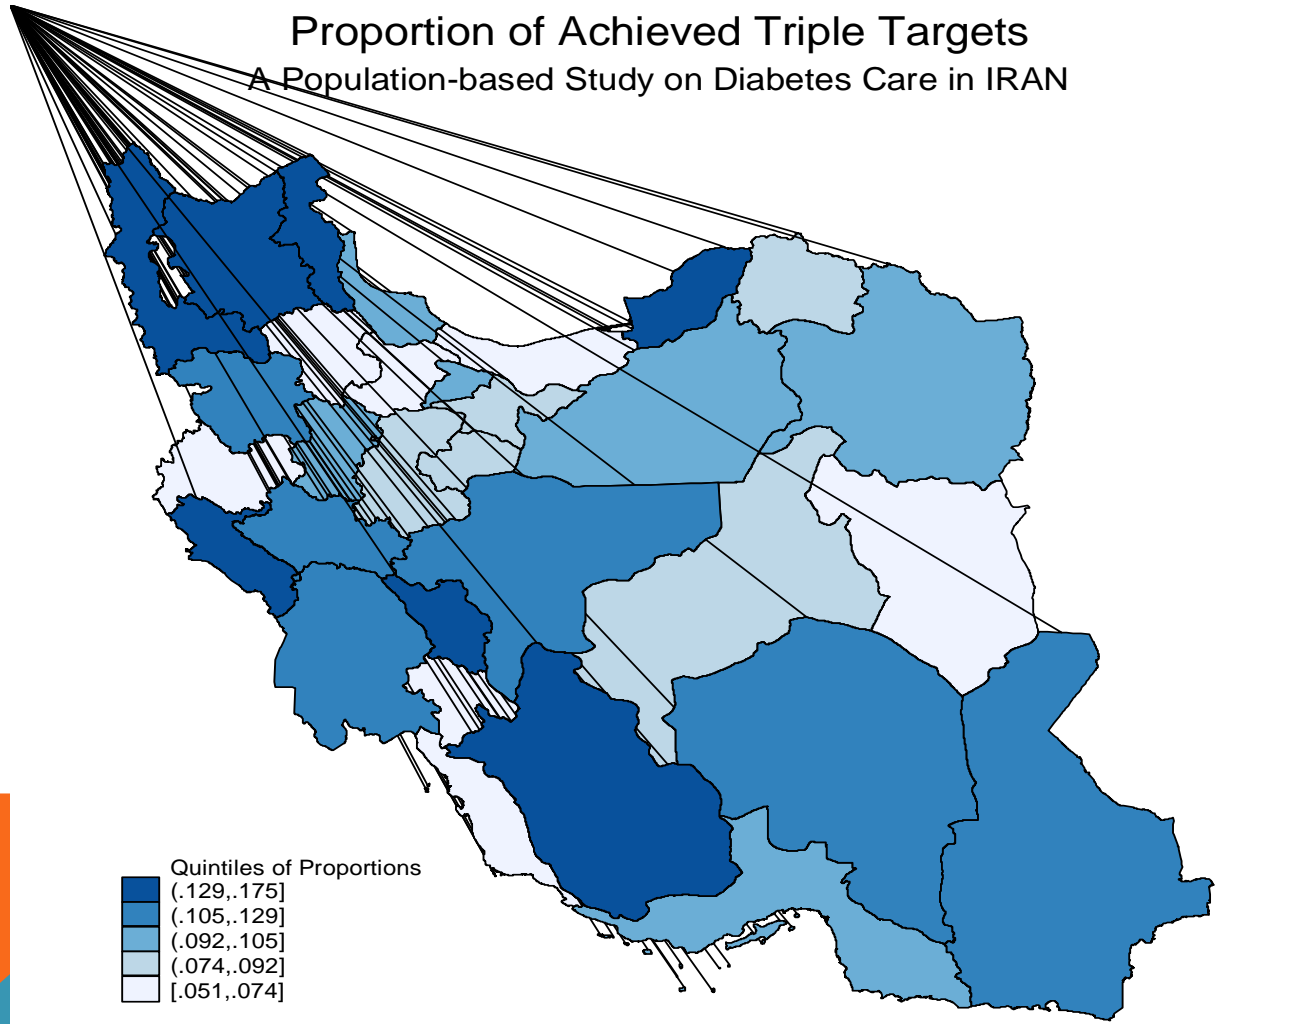 Proportion of Achieved Triple Targets
A Population-based Study on Diabetes Care in IRAN
Quintiles of Proportions
(.129,.175]
(.105,.129]
(.092,.105]
(.074,.092]
[.051,.074]